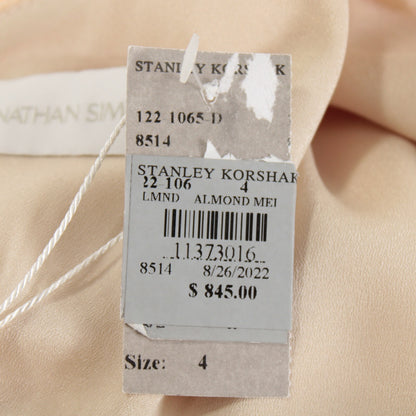 NATHAN SIM
STANLEY KORSHAK
122 1065 D
8514
STANLEY KORSHAK
22 106 4
LMND ALMOND MEI
11373016
8514 8/26/2022
$ 845.00
Size: 4